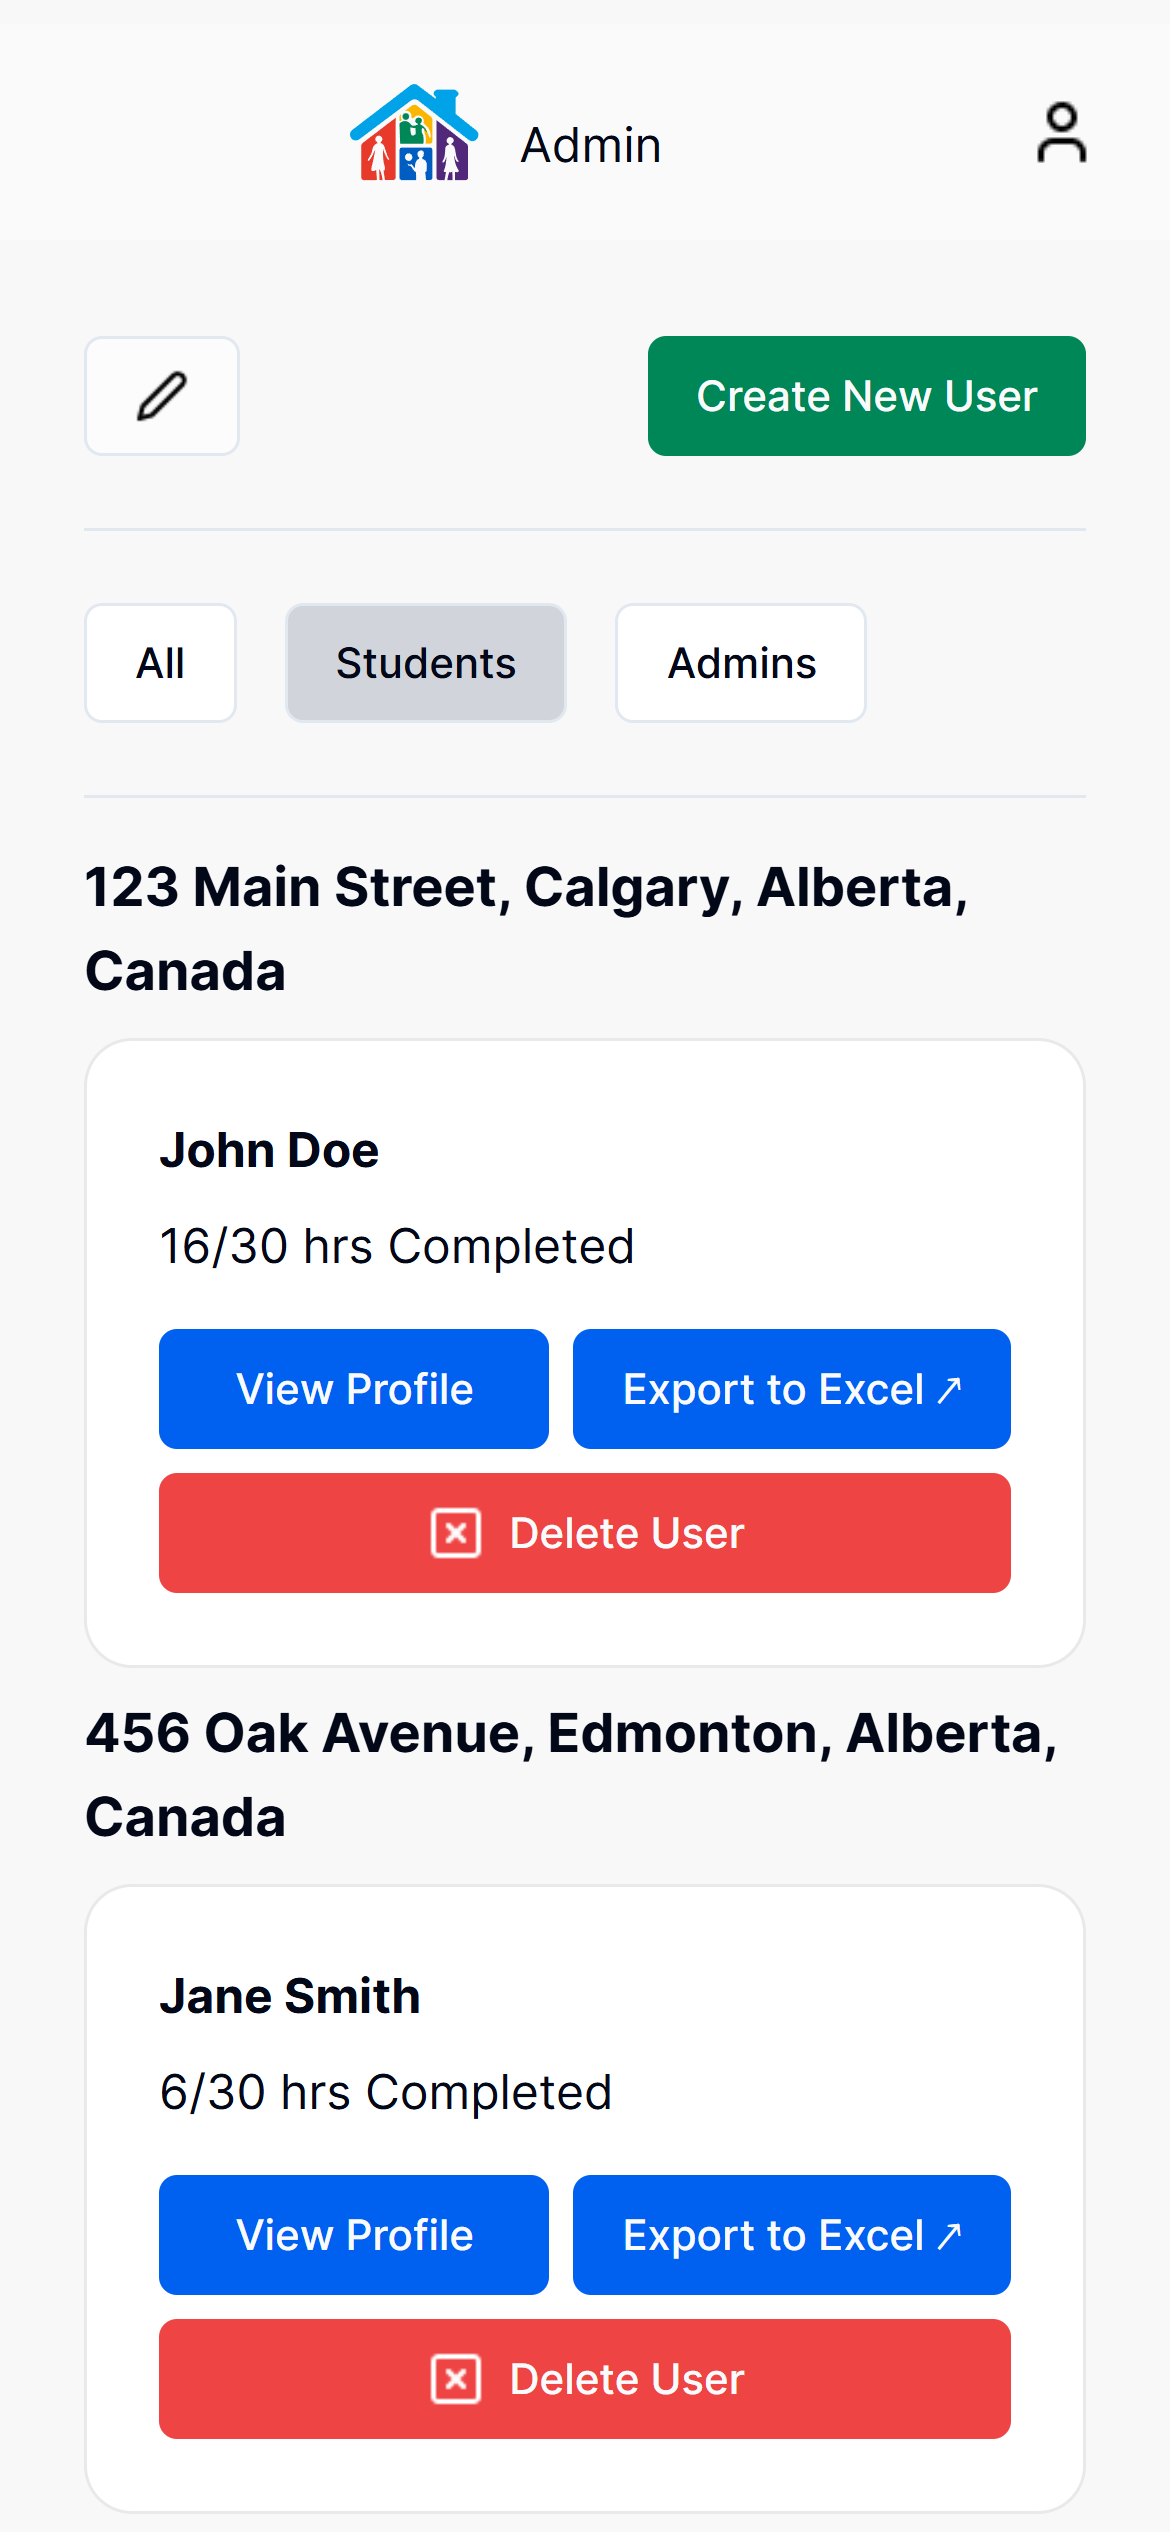 Admin
Create New User
All
Students
Admins
123 Main Street, Calgary, Alberta,
Canada
John Doe
16/30 hrs Completed
View Profile
Export to Excel ↗
Delete User
456 Oak Avenue, Edmonton, Alberta,
Canada
Jane Smith
6/30 hrs Completed
View Profile
Export to Excel ↗
Delete User